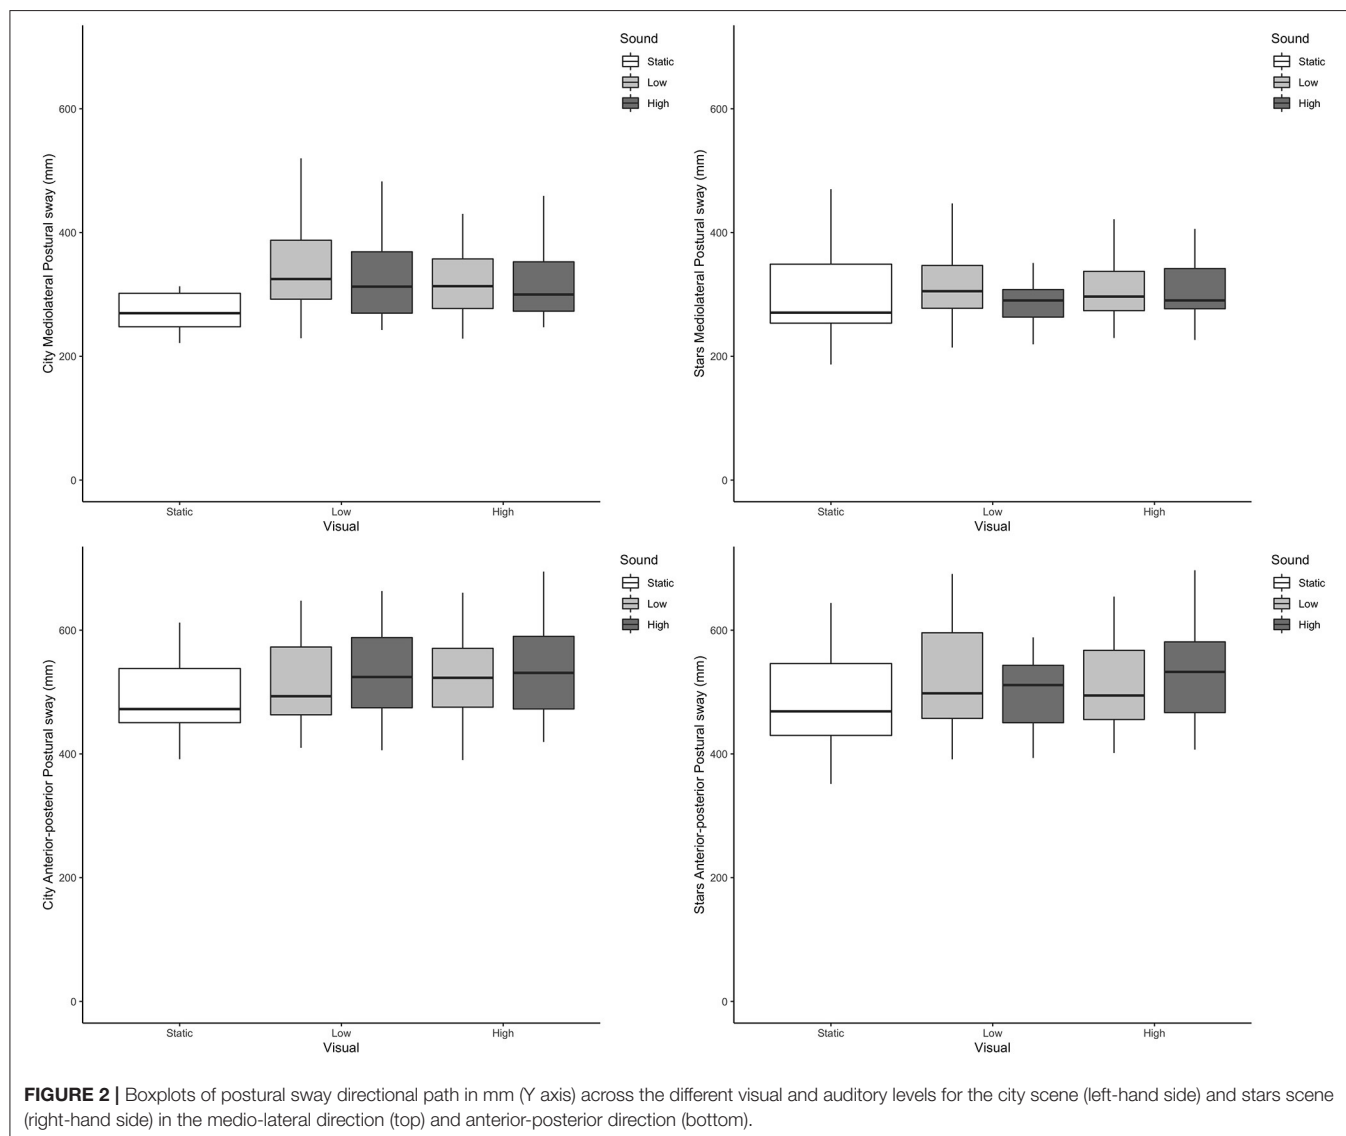 Sound
Static
Low
High
600
400
200
0
City Mediolateral Postural sway (mm)
Static
Low
High
Visual
Sound
Static
Low
High
600
400
200
0
Stars Mediolateral Postural sway (mm)
Static
Low
High
Visual
Sound
Static
Low
High
600
400
200
0
City Anterior-posterior Postural sway (mm)
Static
Low
High
Visual
Sound
Static
Low
High
600
400
200
0
Stars Anterior-posterior Postural sway (mm)
Static
Low
High
Visual
FIGURE 2 | Boxplots of postural sway directional path in mm (Y axis) across the different visual and auditory levels for the city scene (left-hand side) and stars scene
(right-hand side) in the medio-lateral direction (top) and anterior-posterior direction (bottom).